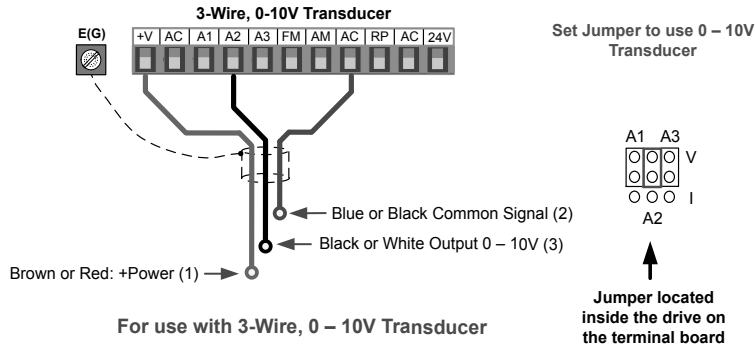 3-Wire, 0-10V Transducer
E(G)
+V AC A1 A2 A3 FM AM AC RP AC 24V
Set Jumper to use 0 – 10V
Transducer
A1 A3
V
I
A2
Blue or Black Common Signal (2)
Black or White Output 0 – 10V (3)
Brown or Red: +Power (1)
Jumper located
inside the drive on
the terminal board
For use with 3-Wire, 0 – 10V Transducer